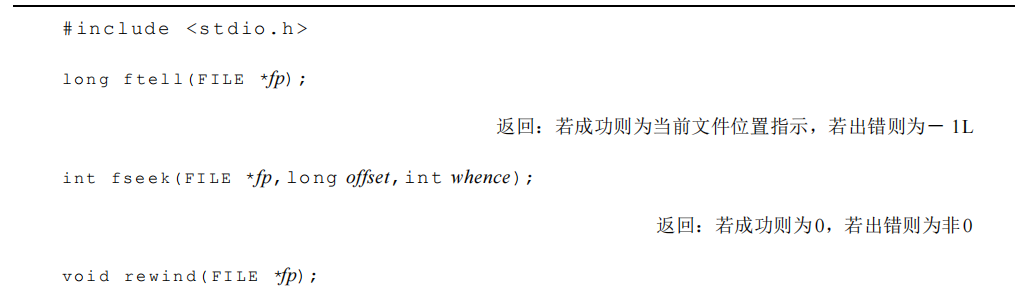 #include <stdio.h>
long ftell(FILE *fp);
返回：若成功则为当前文件位置指示，若出错则为－1L
int fseek(FILE *fp,long offset,int whence);
返回：若成功则为0，若出错则为非0
void rewind(FILE *fp);